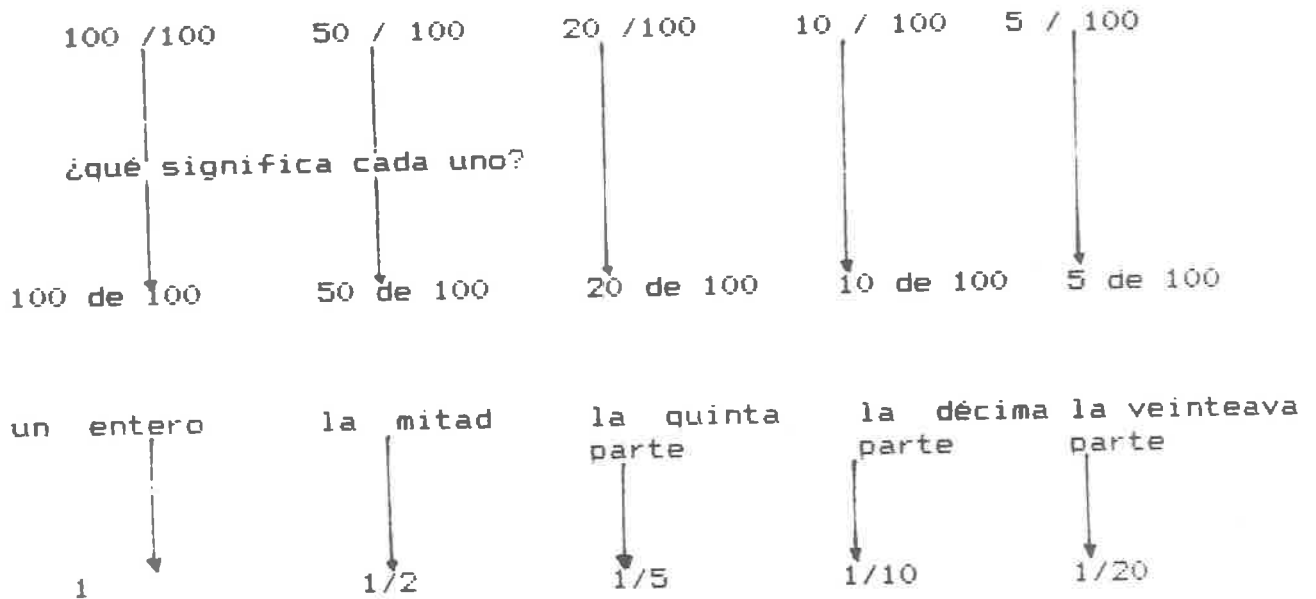 100 /100 50 / 100 20 /100 10 / 100 5 / 100
¿qué significa cada uno?
100 de 100 50 de 100 20 de 100 10 de 100 5 de 100
un entero la mitad la quinta la décima la veinteava
parte parte parte
1 1/2 1/5 1/10 1/20